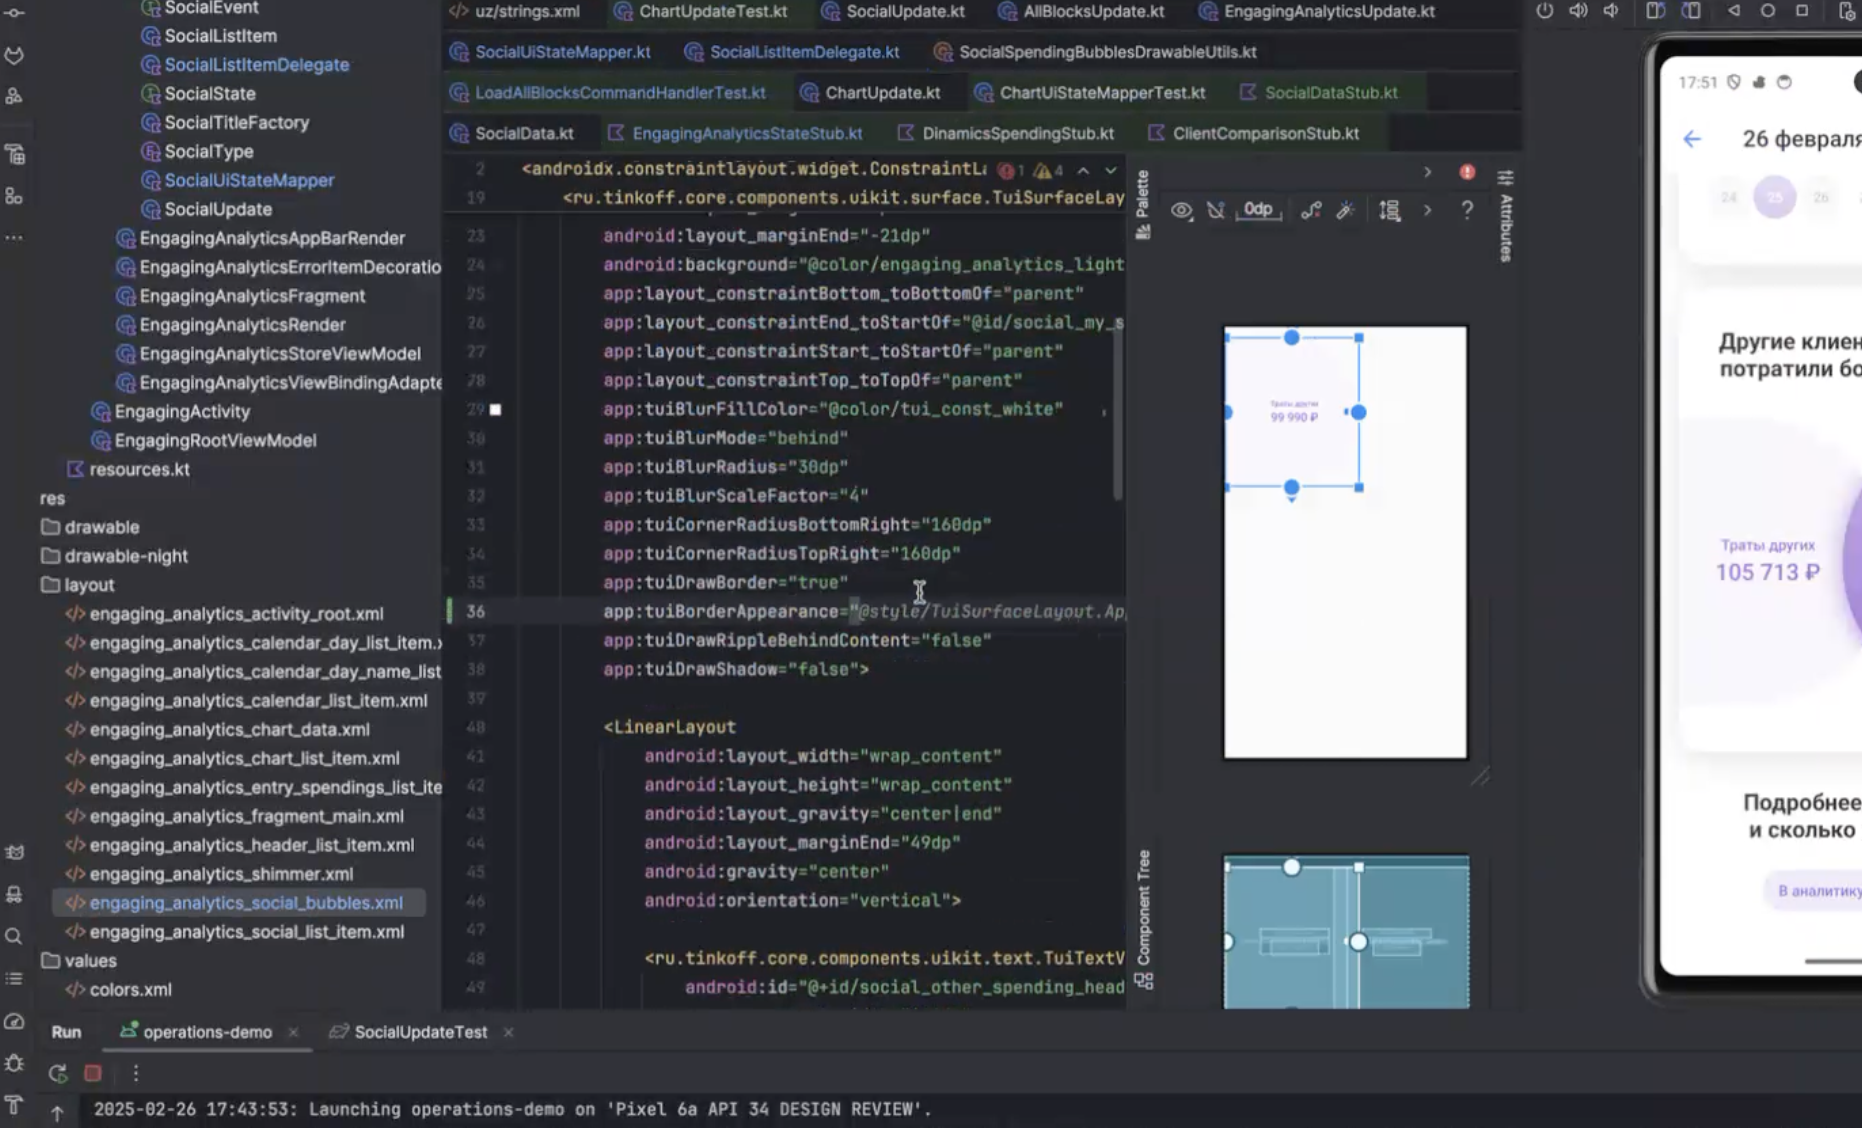 SocialEvent
SocialListItem
SocialListItemDelegate
SocialState
SocialTitleFactory
SocialType
SocialUiStateMapper
SocialUpdate
EngagingAnalyticsAppBarRender
EngagingAnalyticsErrorItemDecoratio
EngagingAnalyticsFragment
EngagingAnalyticsRender
EngagingAnalyticsStoreViewModel
EngagingAnalyticsViewBindingAdapte
EngagingActivity
EngagingRootViewModel
resources.kt
res
drawable
drawable-night
layout
engaging_analytics_activity_root.xml
engaging_analytics_calendar_day_list_item.x
engaging_analytics_calendar_day_name_list
engaging_analytics_calendar_list_item.xml
engaging_analytics_chart_data.xml
engaging_analytics_chart_list_item.xml
engaging_analytics_entry_spendings_list_ite
engaging_analytics_fragment_main.xml
engaging_analytics_header_list_item.xml
engaging_analytics_shimmer.xml
engaging_analytics_social_bubbles.xml
engaging_analytics_social_list_item.xml
values
colors.xml
uz/strings.xml ChartUpdateTest.kt SocialUpdate.kt AllBlocksUpdate.kt EngagingAnalyticsUpdate.kt
SocialUiStateMapper.kt SocialListItemDelegate.kt SocialSpendingBubblesDrawableUtils.kt
LoadAllBlocksCommandHandlerTest.kt ChartUpdate.kt ChartUiStateMapperTest.kt SocialDataStub.kt
SocialData.kt EngagingAnalyticsStateStub.kt DinamicsSpendingStub.kt ClientComparisonStub.kt
2 <androidx.constraintlayout.widget.ConstraintL 1 4
19 <ru.tinkoff.core.components.uikit.surface.TuiSurfaceLay
23 android:layout_marginEnd="-21dp"
24 android:background="@color/engaging_analytics_light
25 app:layout_constraintBottom_toBottomOf="parent"
26 app:layout_constraintEnd_toStartOf="@id/social_my_s
27 app:layout_constraintStart_toStartOf="parent"
28 app:layout_constraintTop_toTopOf="parent"
29 app:tuiBlurFillColor="@color/tui_const_white"
30 app:tuiBlurMode="behind"
31 app:tuiBlurRadius="30dp"
32 app:tuiBlurScaleFactor="4"
33 app:tuiCornerRadiusBottomRight="160dp"
34 app:tuiCornerRadiusTopRight="160dp"
35 app:tuiDrawBorder="true"
36 app:tuiBorderAppearance="@style/TuiSurfaceLayout.Ap
37 app:tuiDrawRippleBehindContent="false"
38 app:tuiDrawShadow="false">
39
40 <LinearLayout
41 android:layout_width="wrap_content"
42 android:layout_height="wrap_content"
43 android:layout_gravity="center|end"
44 android:layout_marginEnd="49dp"
45 android:gravity="center"
46 android:orientation="vertical">
47
48 <ru.tinkoff.core.components.uikit.text.TuiTextV
49 android:id="@+id/social_other_spending_head
Palette
0dp
?
Attributes
Траты других
99 990 ₽
Component Tree
17:51
26 февраля
24 25 26
Другие клиен
потратили бо
Траты других
105 713 ₽
Подробнее
и сколько
В аналитику
Run operations-demo SocialUpdateTest
2025-02-26 17:43:53: Launching operations-demo on 'Pixel 6a API 34 DESIGN REVIEW'.